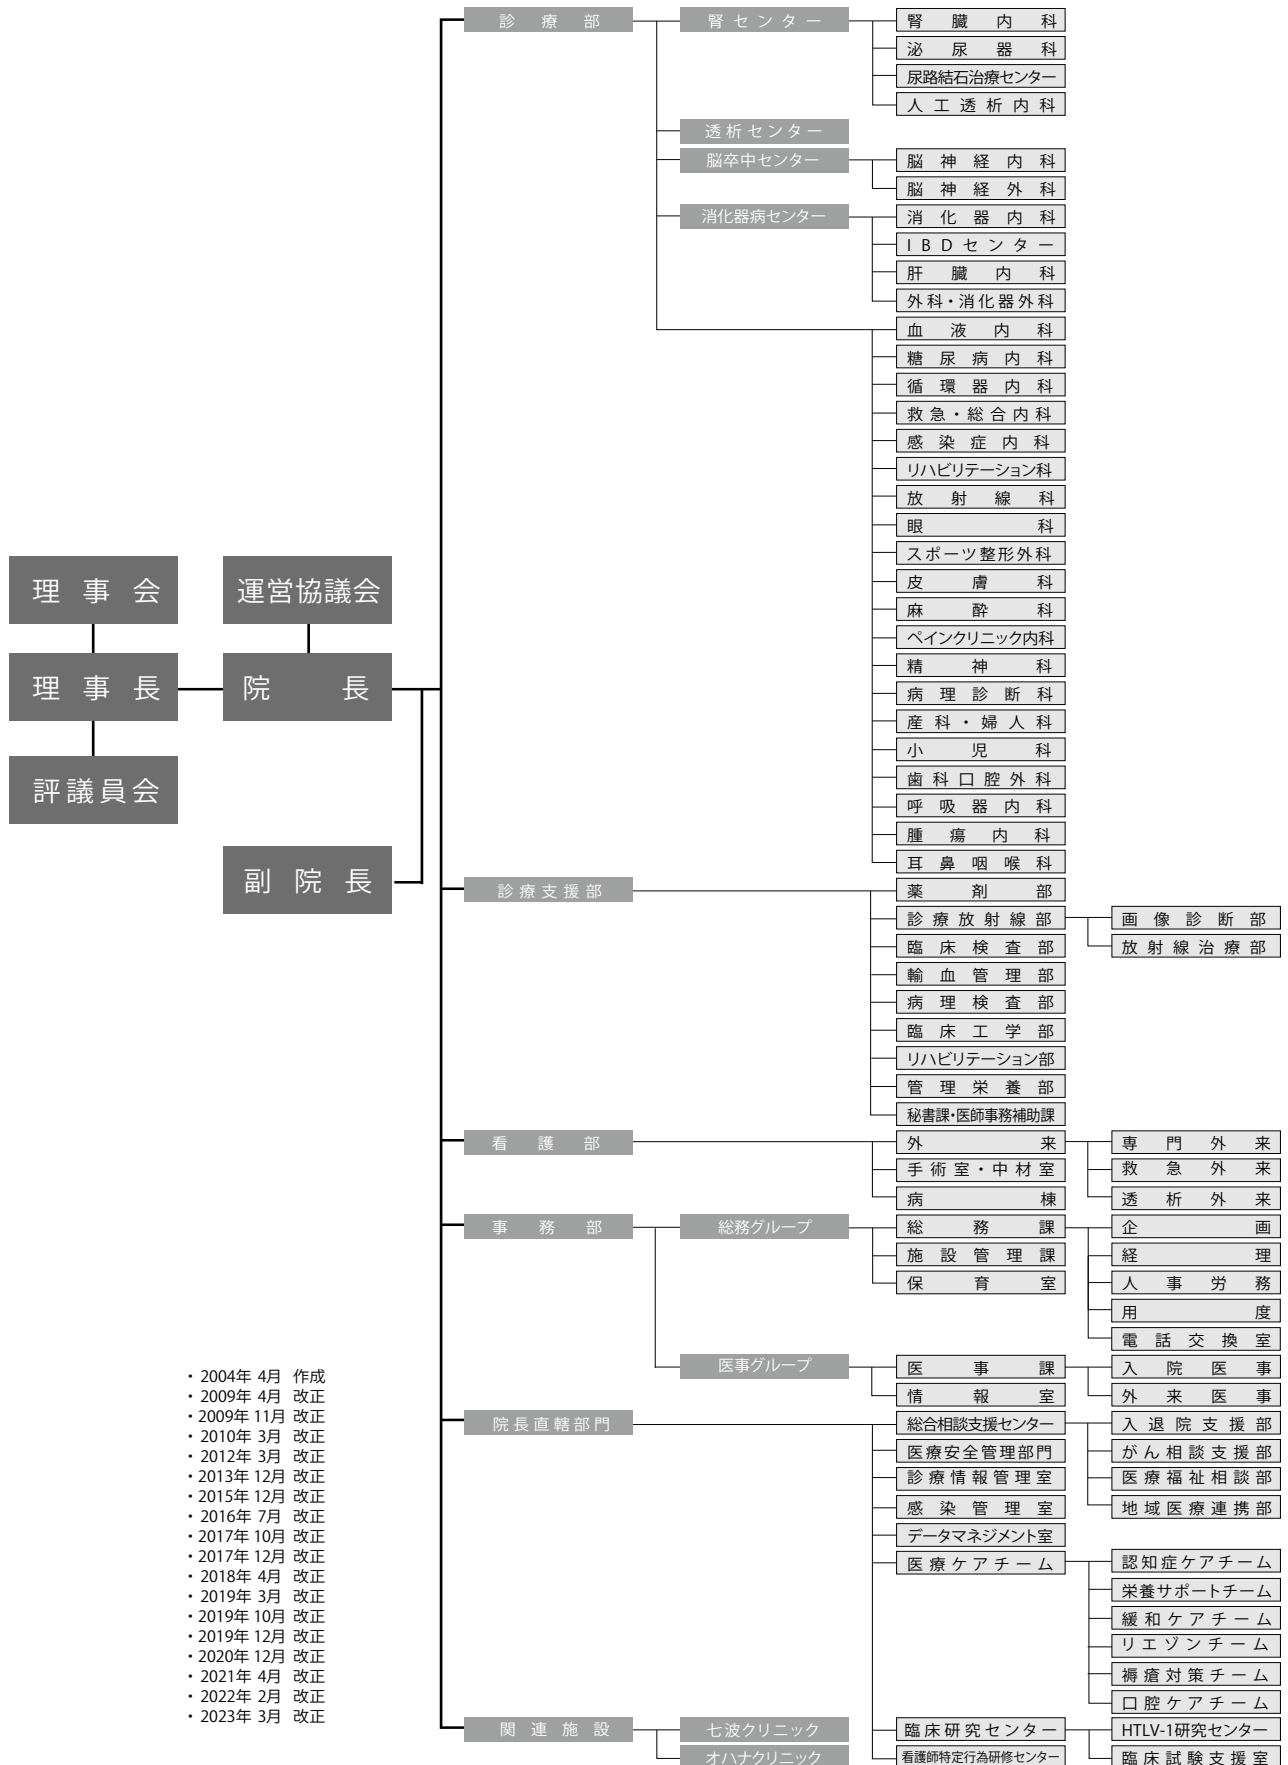 理事会
理事長
評議員会
運営協議会
院長
副院長
診療部
腎センター
腎臓内科
泌尿器科
尿路結石治療センター
人工透析内科
透析センター
脳卒中センター
脳神経内科
脳神経外科
消化器病センター
消化器内科
IBDセンター
肝臓内科
外科・消化器外科
血液内科
糖尿病内科
循環器内科
救急・総合内科
感染症内科
リハビリテーション科
放射線科
眼科
スポーツ整形外科
皮膚科
麻酔科
ペインクリニック内科
精神科
病理診断科
産科・婦人科
小児科
歯科口腔外科
呼吸器内科
腫瘍内科
耳鼻咽喉科
診療支援部
薬剤部
診療放射線部
画像診断部
放射線治療部
臨床検査部
輸血管理部
病理検査部
臨床工学部
リハビリテーション部
管理栄養部
秘書課・医師事務補助課
看護部
外来
専門外来
救急外来
透析外来
手術室・中材室
病棟
事務部
総務グループ
総務課
企画
経理
人事労務
用度
電話交換室
施設管理課
保育室
医事グループ
医事課
入院医事
外来医事
情報室
院長直轄部門
総合相談支援センター
入退院支援部
がん相談支援部
医療福祉相談部
地域医療連携部
医療安全管理部門
診療情報管理室
感染管理室
データマネジメント室
医療ケアチーム
認知症ケアチーム
栄養サポートチーム
緩和ケアチーム
リエゾンチーム
褥瘡対策チーム
口腔ケアチーム
臨床研究センター
HTLV-1研究センター
臨床試験支援室
看護師特定行為研修センター
関連施設
七波クリニック
オハナクリニック
・2004年 4月 作成
・2009年 4月 改正
・2009年 11月 改正
・2010年 3月 改正
・2012年 3月 改正
・2013年 12月 改正
・2015年 12月 改正
・2016年 7月 改正
・2017年 10月 改正
・2017年 12月 改正
・2018年 4月 改正
・2019年 3月 改正
・2019年 10月 改正
・2019年 12月 改正
・2020年 12月 改正
・2021年 4月 改正
・2022年 2月 改正
・2023年 3月 改正